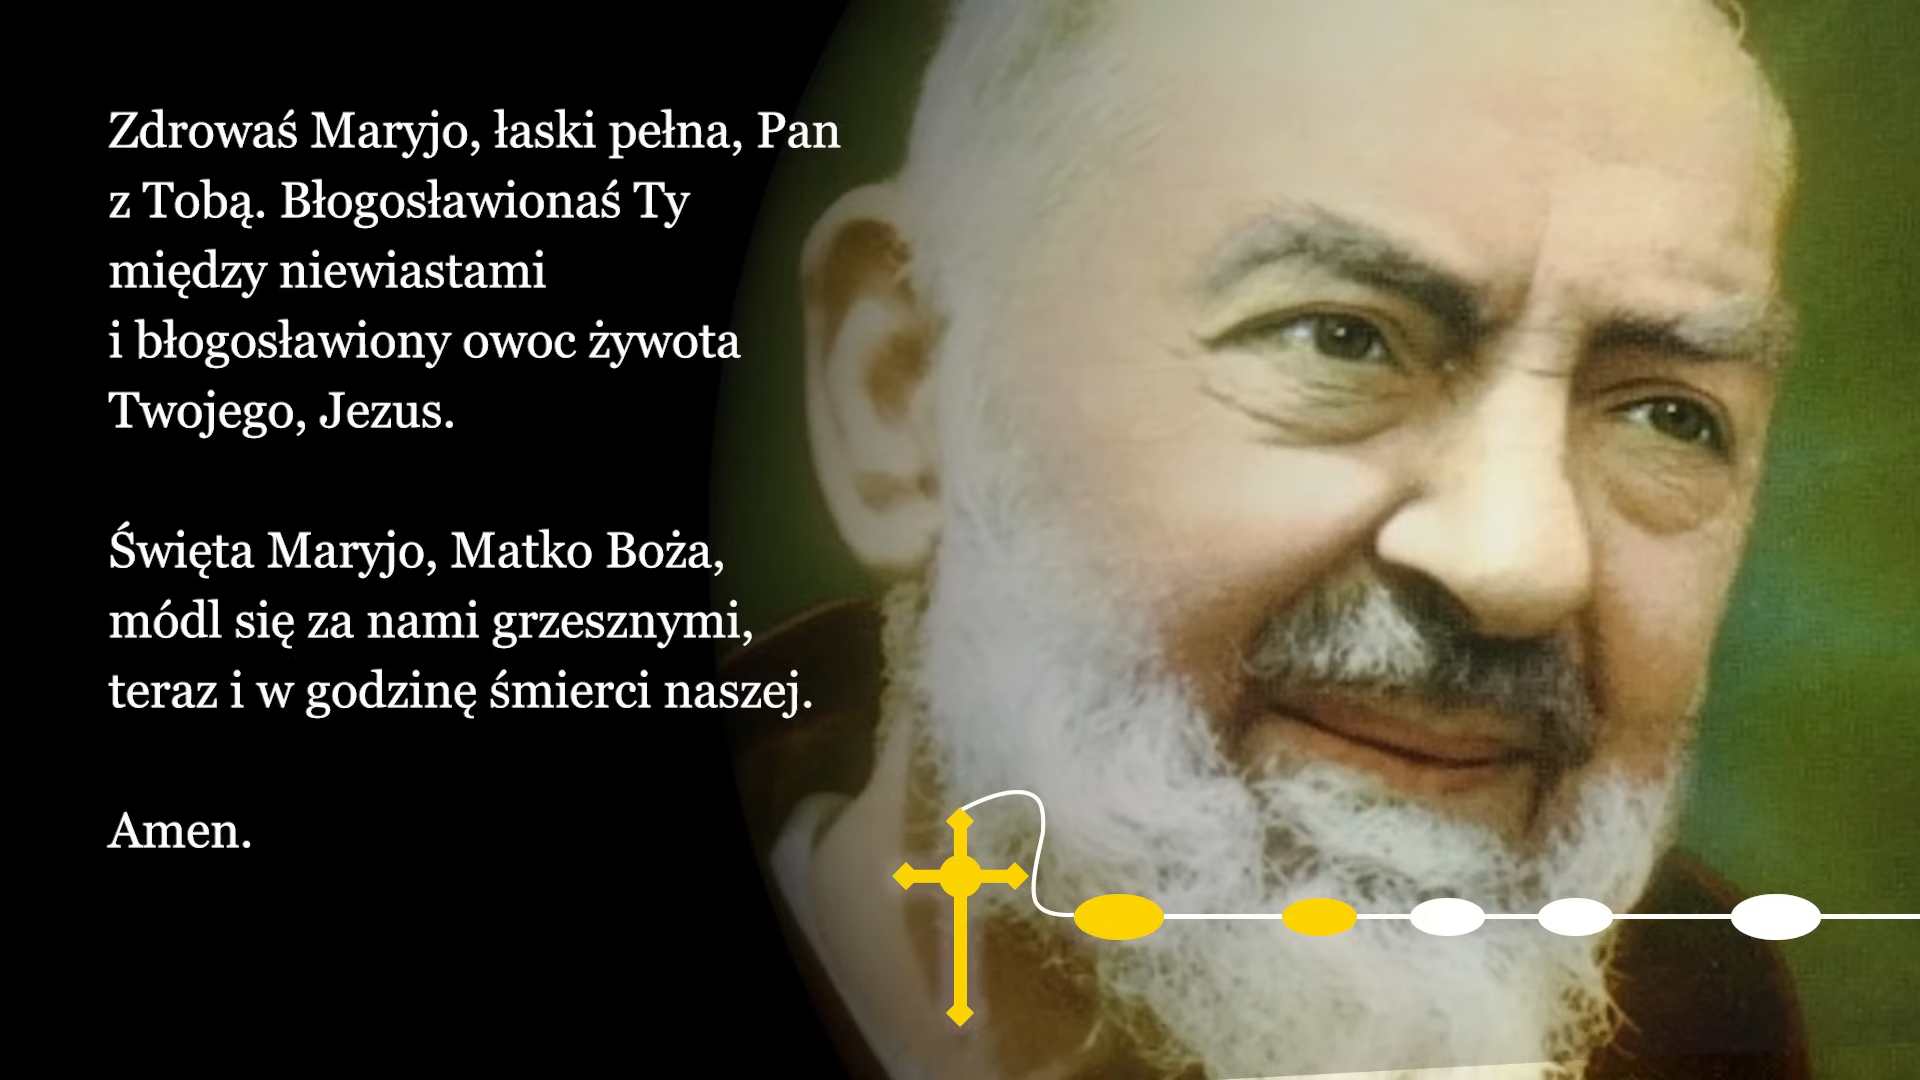 Zdrowaś Maryjo, łaski pełna, Pan
z Tobą. Błogosławionaś Ty
między niewiastami
i błogosławiony owoc żywota
Twojego, Jezus.
Święta Maryjo, Matko Boża,
módl się za nami grzesznymi,
teraz i w godzinę śmierci naszej.
Amen.